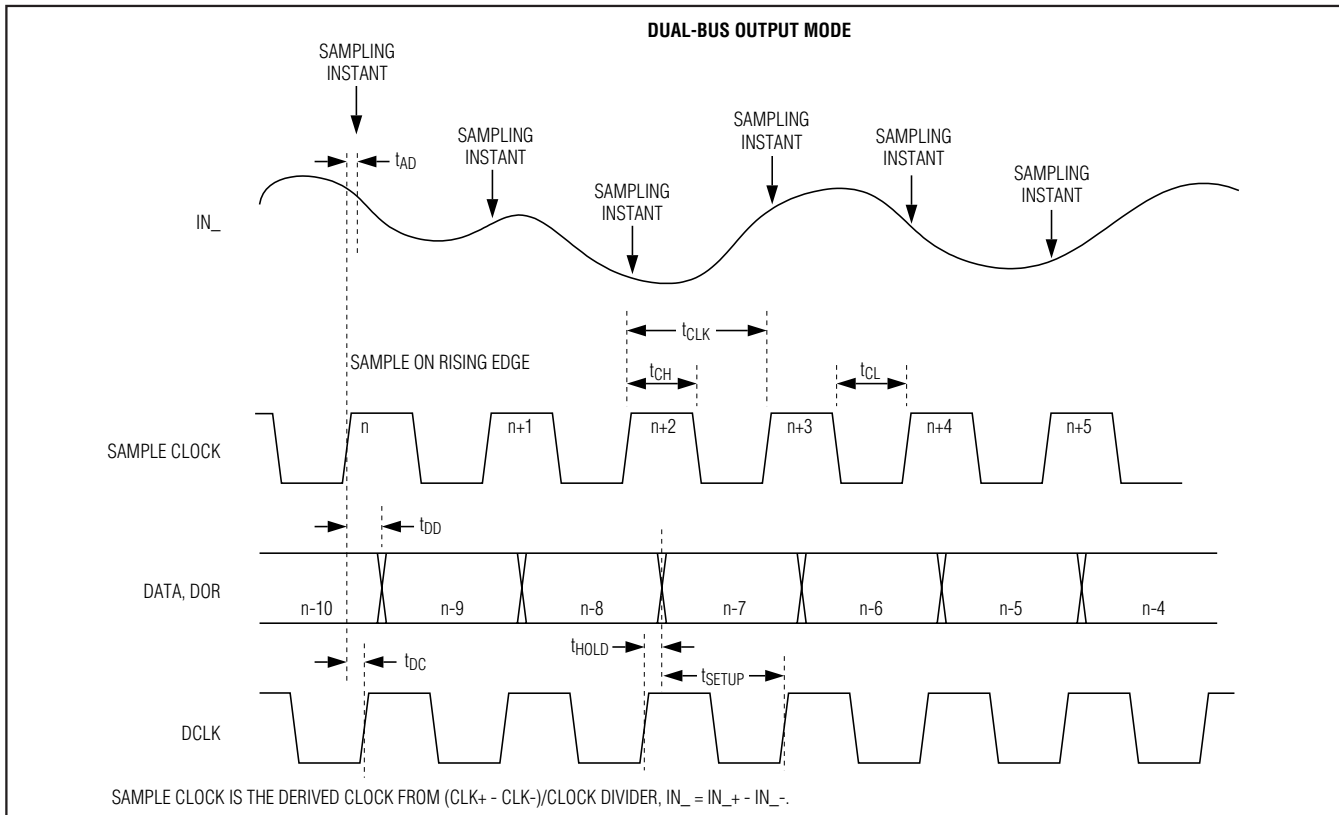 DUAL-BUS OUTPUT MODE
SAMPLING
INSTANT
SAMPLING
INSTANT
SAMPLING
INSTANT
SAMPLING
INSTANT
SAMPLING
INSTANT
SAMPLING
INSTANT
tAD
IN_
tCLK
SAMPLE ON RISING EDGE
tCH
tCL
SAMPLE CLOCK
n
n+1
n+2
n+3
n+4
n+5
tDD
DATA, DOR
n-10
n-9
n-8
n-7
n-6
n-5
n-4
tDC
tHOLD
tSETUP
DCLK
SAMPLE CLOCK IS THE DERIVED CLOCK FROM (CLK+ - CLK-)/CLOCK DIVIDER, IN_ = IN_+ - IN_-.